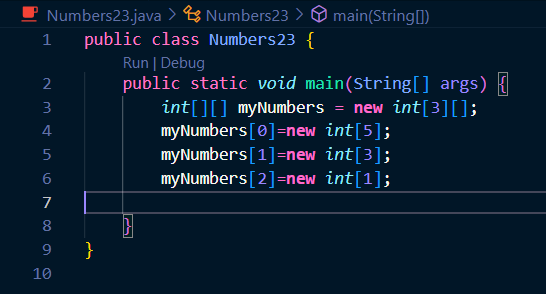 Numbers23.java > Numbers23 > main(String[])
1 public class Numbers23 {
Run | Debug
2 public static void main(String[] args) {
3 int[][] myNumbers = new int[3][];
4 myNumbers[0]=new int[5];
5 myNumbers[1]=new int[3];
6 myNumbers[2]=new int[1];
7
8 }
9 }
10